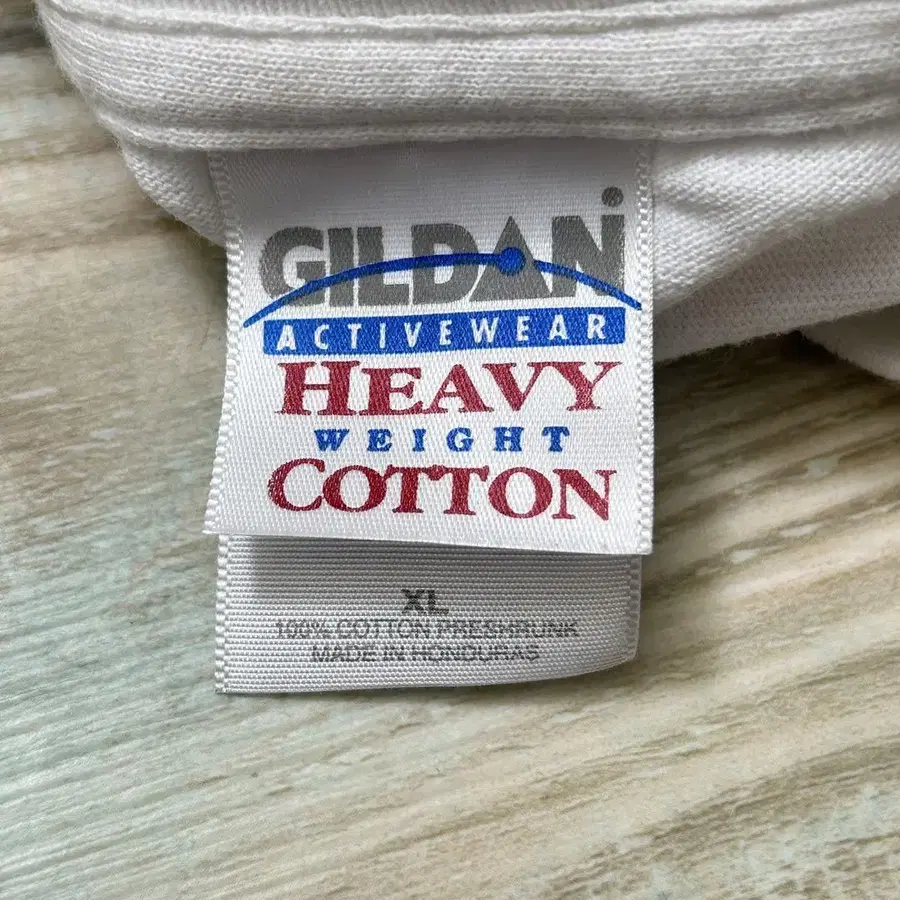 GILDAN
ACTIVEWEAR
HEAVY
WEIGHT
COTTON
XL
100% COTTON PRESHRUNK
MADE IN HONDURAS